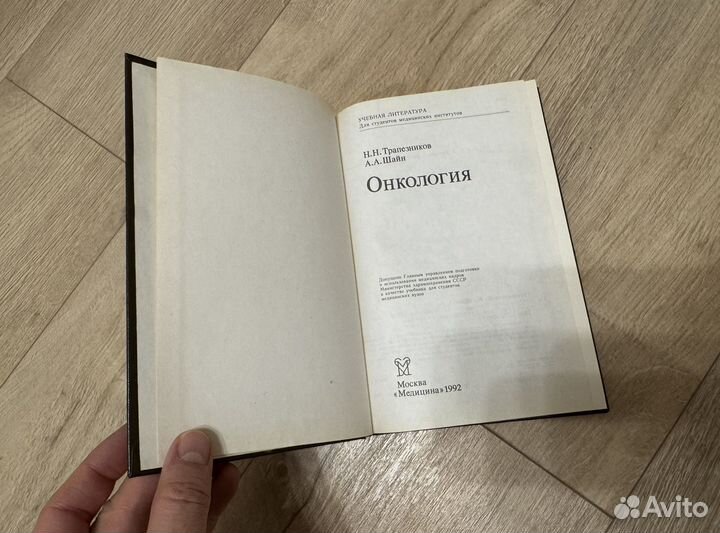 УЧЕБНАЯ ЛИТЕРАТУРА
Для студентов медицинских институтов
Н.Н. Трапезников
А.А. Шайн
Онкология
Допущено Главным управлением подготовки
и использования медицинских кадров
Министерства здравоохранения СССР
в качестве учебника для студентов
медицинских вузов
Москва
«Медицина» 1992
Avito